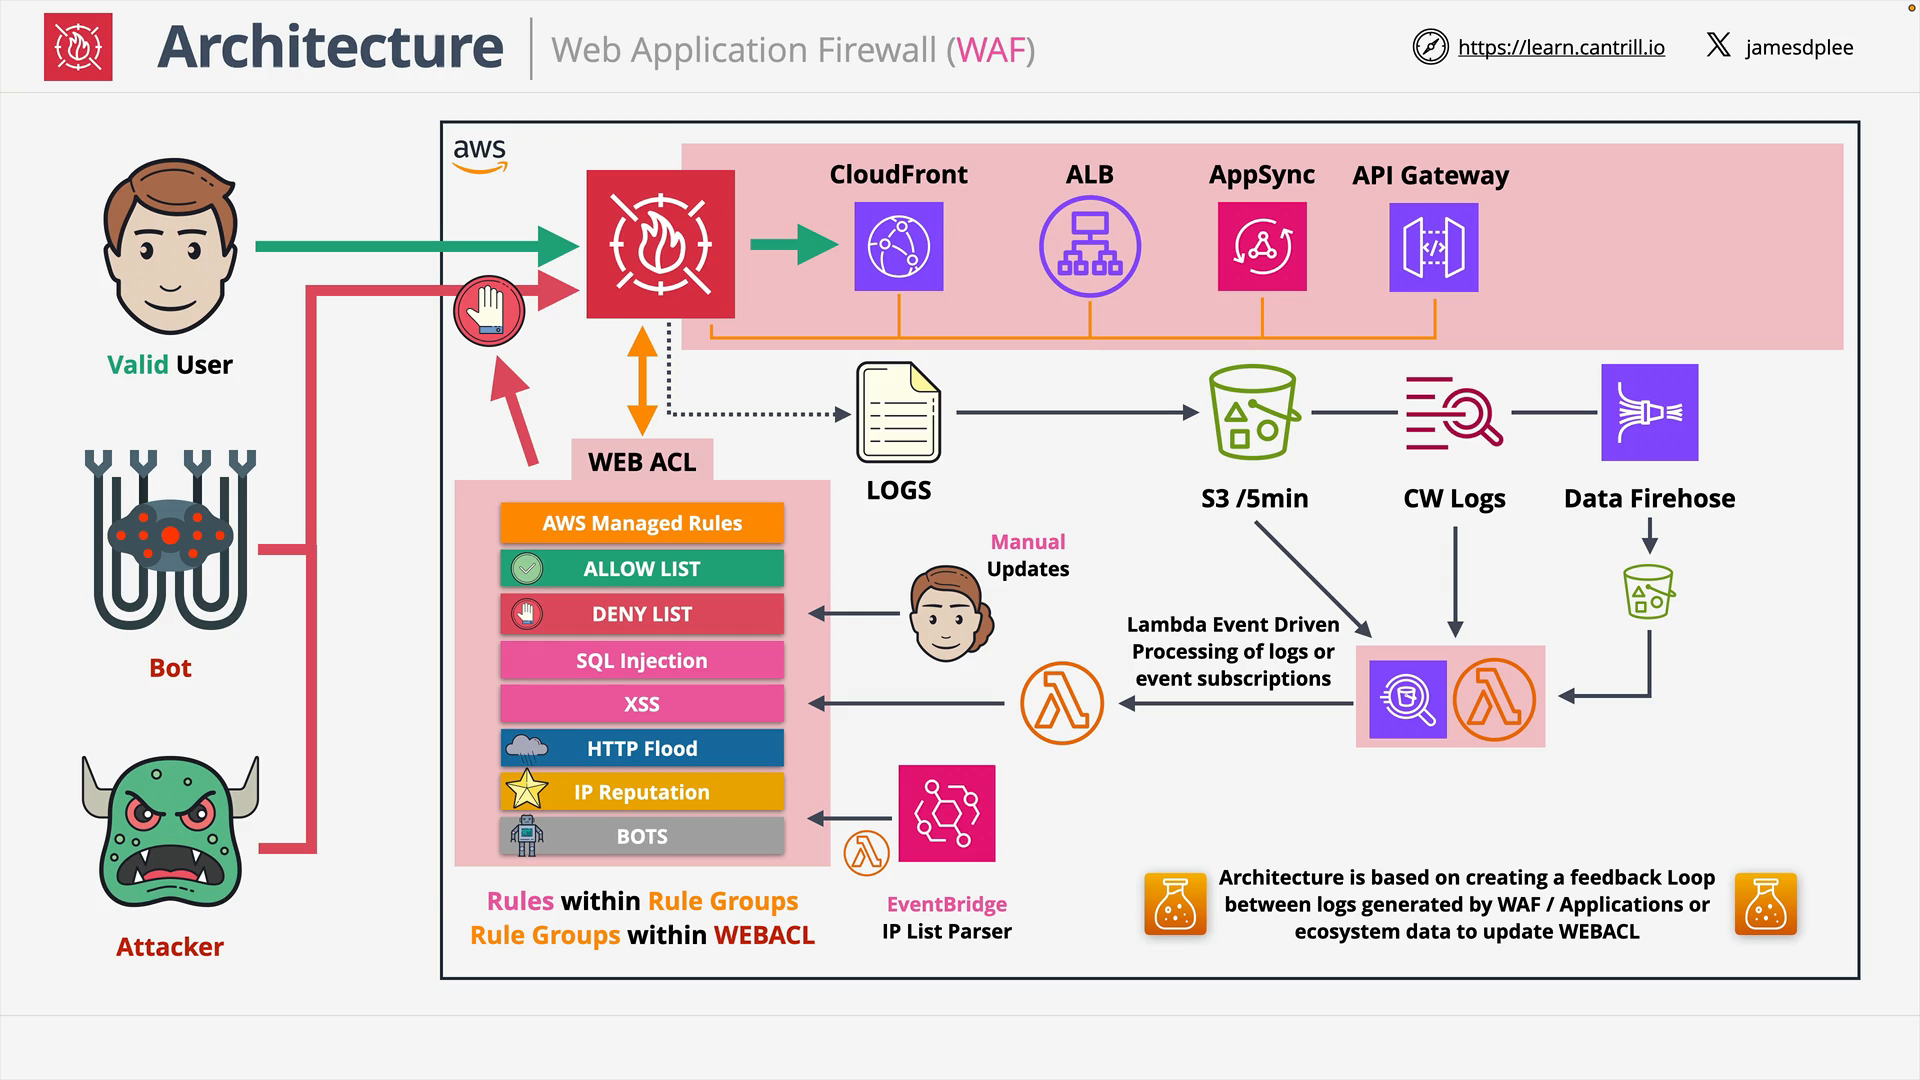 Architecture
Web Application Firewall (WAF)
https://learn.cantrill.io
jamesdplee
aws
CloudFront
ALB
AppSync
API Gateway
Valid User
WEB ACL
LOGS
S3 /5min
CW Logs
Data Firehose
AWS Managed Rules
ALLOW LIST
DENY LIST
SQL Injection
XSS
HTTP Flood
IP Reputation
BOTS
Manual
Updates
Lambda Event Driven
Processing of logs or
event subscriptions
Bot
Attacker
Rules within Rule Groups
Rule Groups within WEBACL
EventBridge
IP List Parser
Architecture is based on creating a feedback Loop
between logs generated by WAF / Applications or
ecosystem data to update WEBACL